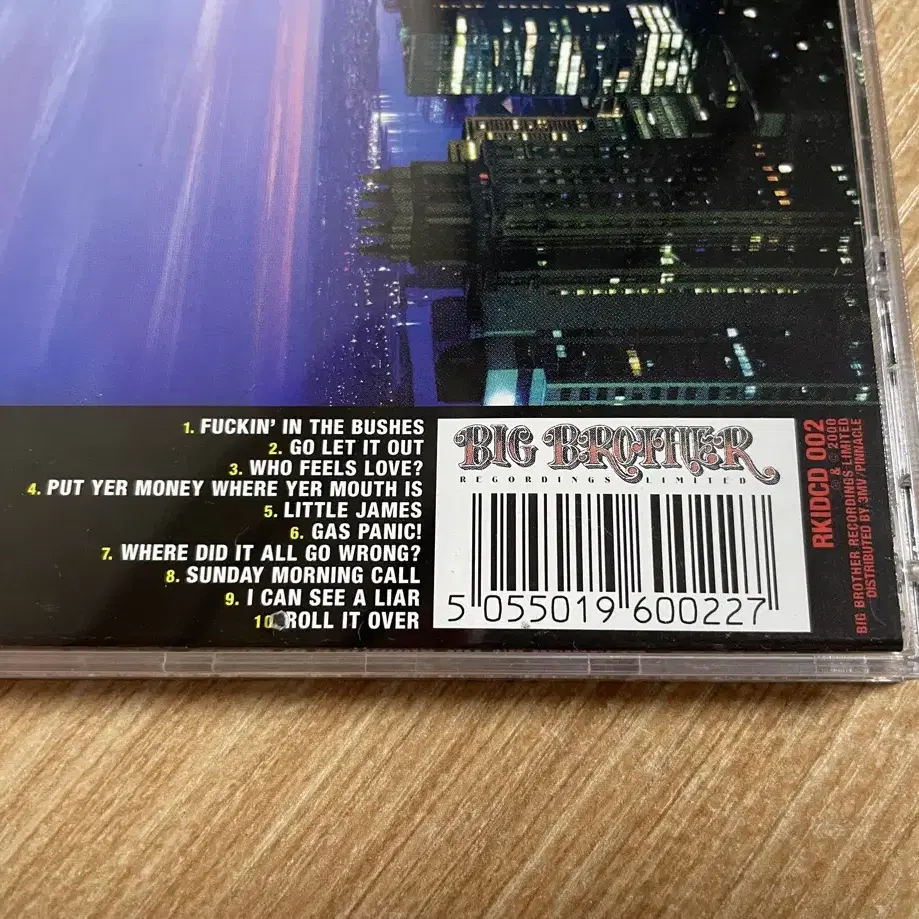 1. FUCKIN' IN THE BUSHES
2. GO LET IT OUT
3. WHO FEELS LOVE?
4. PUT YER MONEY WHERE YER MOUTH IS
5. LITTLE JAMES
6. GAS PANIC!
7. WHERE DID IT ALL GO WRONG?
8. SUNDAY MORNING CALL
9. I CAN SEE A LIAR
10. ROLL IT OVER
BIG BROTHER
RECORDINGS LIMITED
5 055019 600227
RKIDCD 002
℗ & © 2000
BIG BROTHER RECORDINGS LIMITED
DISTRIBUTED BY 3MV/PINNACLE